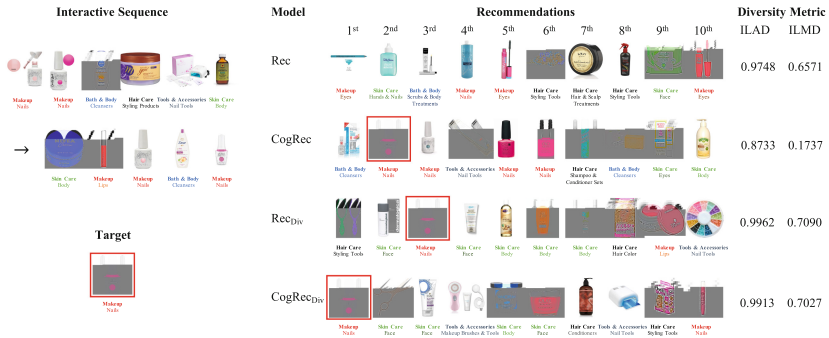 Interactive Sequence
Makeup Nails
Makeup Nails
Bath & Body Cleansers
Hair Care Styling Products
Tools & Accessories Nail Tools
Skin Care Body
→
Skin Care Body
Makeup Lips
Makeup Nails
Bath & Body Cleansers
Makeup Nails
Target
Makeup Nails
Model Recommendations Diversity Metric
1st 2nd 3rd 4th 5th 6th 7th 8th 9th 10th ILAD ILMD
Rec 0.9748 0.6571
Makeup Eyes
Skin Care Hands & Nails
Bath & Body Scrubs & Body Treatments
Makeup Nails
Makeup Eyes
Hair Care Styling Tools
Hair Care Hair & Scalp Treatments
Hair Care Styling Tools
Skin Care Face
Makeup Eyes
CogRec 0.8733 0.1737
Bath & Body Cleansers
Makeup Nails
Makeup Nails
Tools & Accessories Nail Tools
Makeup Nails
Makeup Nails
Hair Care Shampoo & Conditioner Sets
Bath & Body Cleansers
Skin Care Eyes
Skin Care Body
RecDiv 0.9962 0.7090
Hair Care Styling Tools
Skin Care Face
Makeup Nails
Skin Care Face
Skin Care Body
Skin Care Body
Skin Care Body
Hair Care Hair Color
Makeup Lips
Tools & Accessories Nail Tools
CogRecDiv 0.9913 0.7027
Makeup Nails
Skin Care Face
Skin Care Face
Tools & Accessories Makeup Brushes & Tools
Skin Care Body
Skin Care Face
Hair Care Conditioners
Tools & Accessories Nail Tools
Hair Care Styling Tools
Makeup Nails